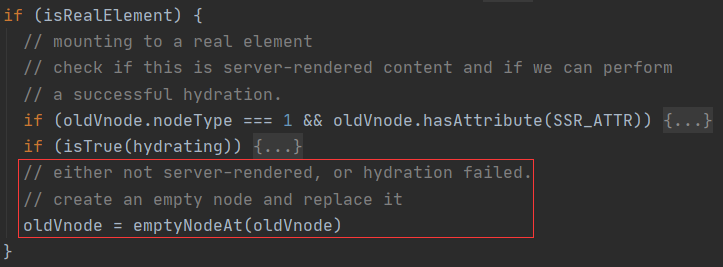 if (isRealElement) {
  // mounting to a real element
  // check if this is server-rendered content and if we can perform
  // a successful hydration.
  if (oldVnode.nodeType === 1 && oldVnode.hasAttribute(SSR_ATTR)) {...}
  if (isTrue(hydrating)) {...}
  // either not server-rendered, or hydration failed.
  // create an empty node and replace it
  oldVnode = emptyNodeAt(oldVnode)
}